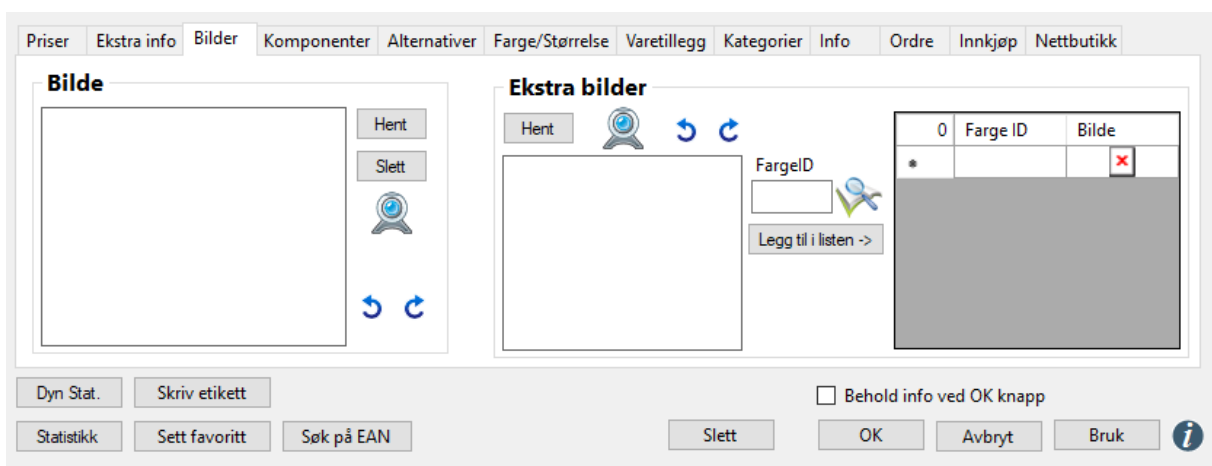 Priser Ekstra info Bilder Komponenter Alternativer Farge/Størrelse Varetillegg Kategorier Info Ordre Innkjøp Nettbutikk
Bilde
Hent
Slett
Ekstra bilder
Hent
FargeID
Legg til i listen ->
0 Farge ID Bilde
Dyn Stat. Skriv etikett
Behold info ved OK knapp
Statistikk Sett favoritt Søk på EAN Slett OK Avbryt Bruk